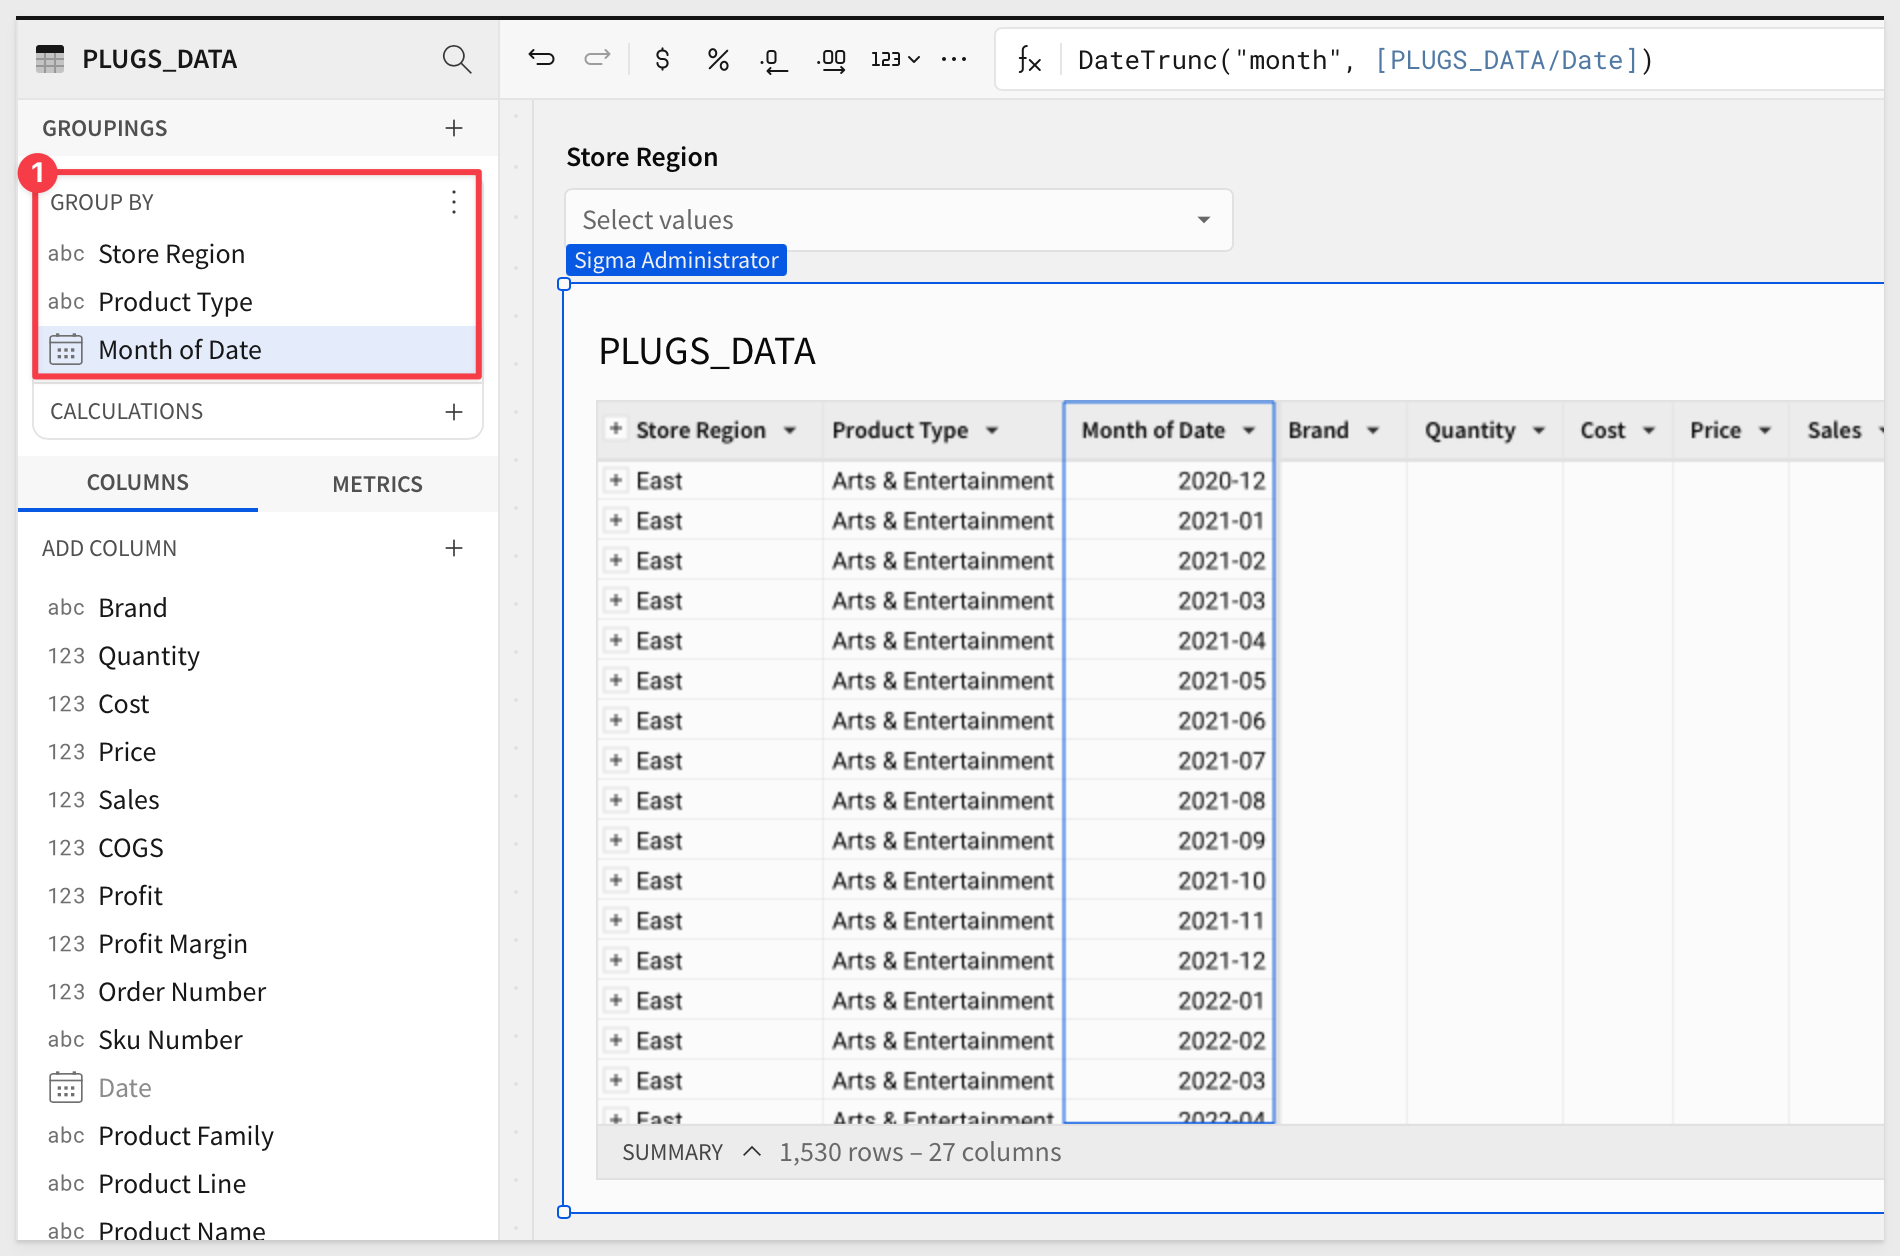 PLUGS_DATA
GROUPINGS
1
GROUP BY
abc Store Region
abc Product Type
Month of Date
CALCULATIONS
COLUMNS METRICS
ADD COLUMN
abc Brand
123 Quantity
123 Cost
123 Price
123 Sales
123 COGS
123 Profit
123 Profit Margin
123 Order Number
abc Sku Number
Date
abc Product Family
abc Product Line
abc Product Name
$ % .0 .00 123 ...
fx DateTrunc("month", [PLUGS_DATA/Date])
Store Region
Select values
Sigma Administrator
PLUGS_DATA
Store Region Product Type Month of Date Brand Quantity Cost Price Sales
East Arts & Entertainment 2020-12
East Arts & Entertainment 2021-01
East Arts & Entertainment 2021-02
East Arts & Entertainment 2021-03
East Arts & Entertainment 2021-04
East Arts & Entertainment 2021-05
East Arts & Entertainment 2021-06
East Arts & Entertainment 2021-07
East Arts & Entertainment 2021-08
East Arts & Entertainment 2021-09
East Arts & Entertainment 2021-10
East Arts & Entertainment 2021-11
East Arts & Entertainment 2021-12
East Arts & Entertainment 2022-01
East Arts & Entertainment 2022-02
East Arts & Entertainment 2022-03
East Arts & Entertainment 2022-04
SUMMARY 1,530 rows – 27 columns